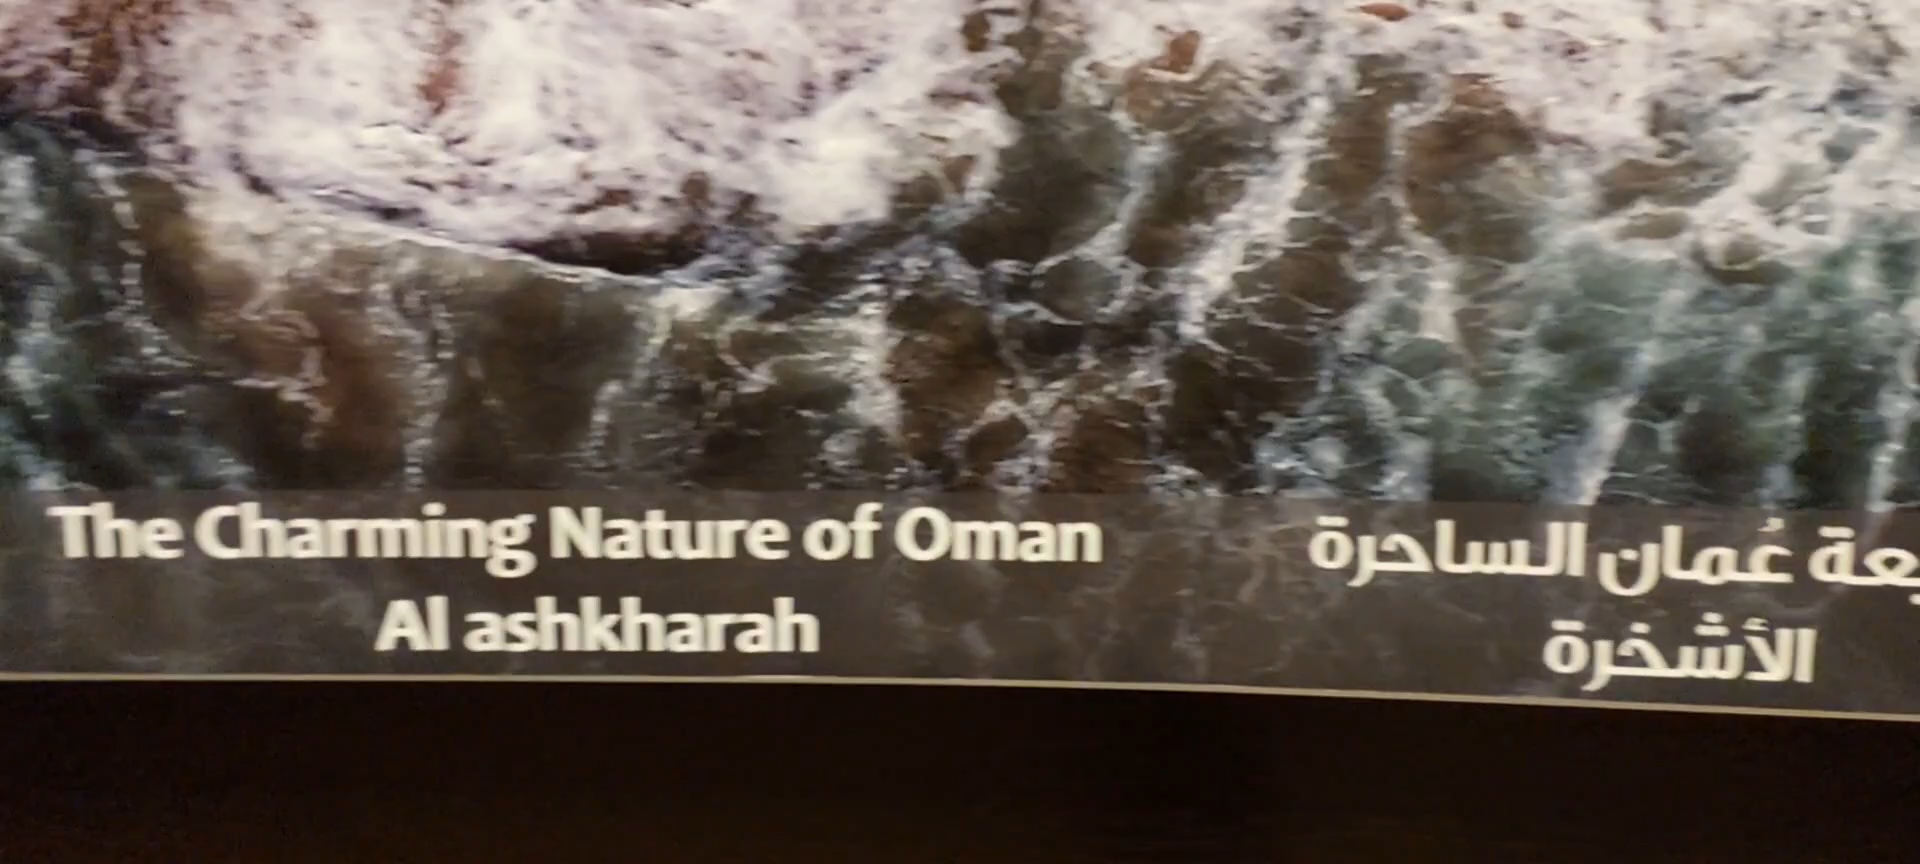 The Charming Nature of Oman
Al ashkharah
عُمان الساحرة
الأشخرة